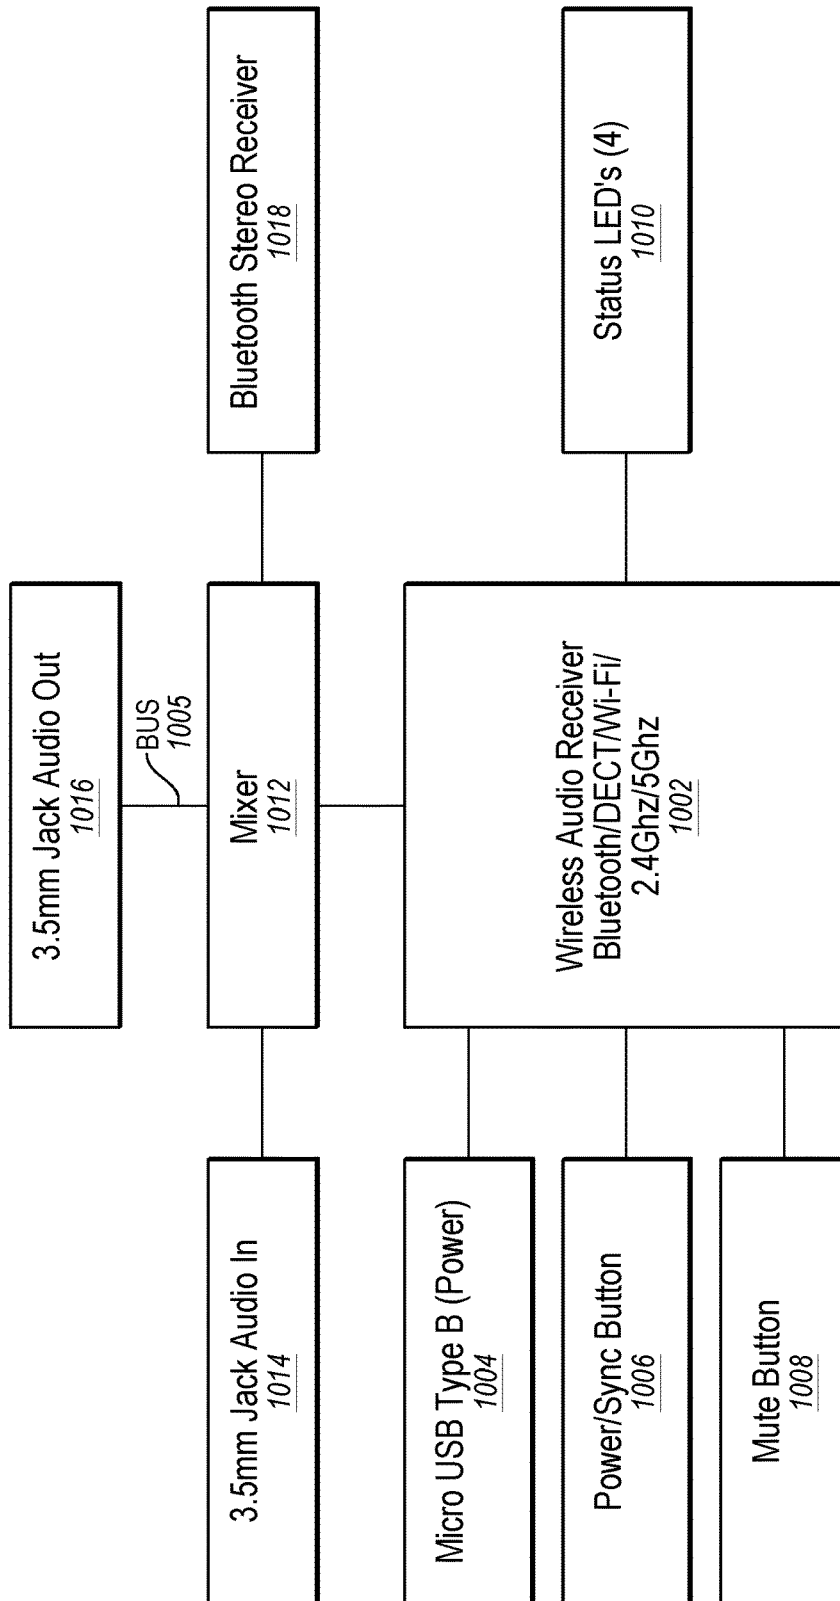 3.5mm Jack Audio Out
1016
BUS
1005
3.5mm Jack Audio In
1014
Mixer
1012
Bluetooth Stereo Receiver
1018
Micro USB Type B (Power)
1004
Power/Sync Button
1006
Mute Button
1008
Wireless Audio Receiver
Bluetooth/DECT/Wi-Fi/
2.4Ghz/5Ghz
1002
Status LED's (4)
1010